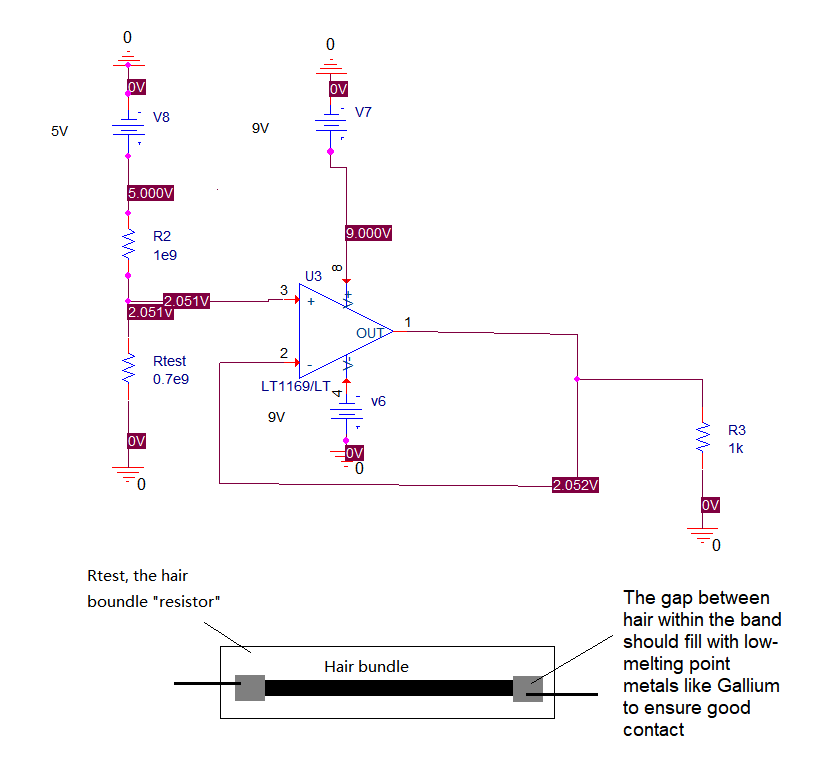 0
0
0V
0V
V8
V7
5V
9V
5.000V
9.000V
R2
1e9
8
U3
3
2.051V
2.051V
+
V+
OUT
1
2
-
V-
Rtest
0.7e9
LT1169/LT
4
v6
9V
R3
1k
0V
0V
0
0
2.052V
0V
0
Rtest, the hair
boundle "resistor"
Hair bundle
The gap between
hair within the band
should fill with low-
melting point
metals like Gallium
to ensure good
contact